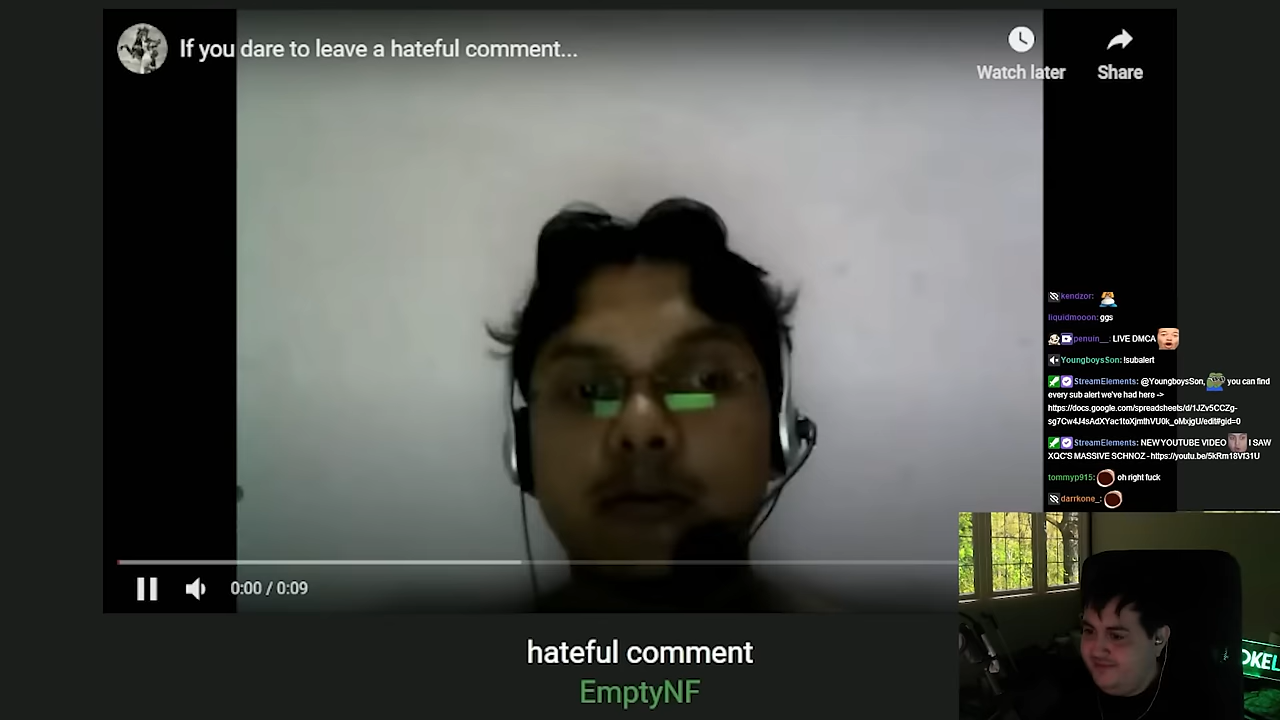 If you dare to leave a hateful comment...
Watch later
Share
kendzor:
liquidmooon: ggs
penuin__: LIVE DMCA
YoungboysSon: !subalert
StreamElements: @YoungboysSon, you can find
every sub alert we've had here ->
https://docs.google.com/spreadsheets/d/1JZv5CCZg-
sg7Cw4J4sAdXYac1toXjmthVU0k_oMxjgU/edit#gid=0
StreamElements: NEW YOUTUBE VIDEO I SAW
XQC'S MASSIVE SCHNOZ - https://youtu.be/5kRm18Vf31U
tommyp915: oh right fuck
darrkone_:
0:00 / 0:09
hateful comment
EmptyNF